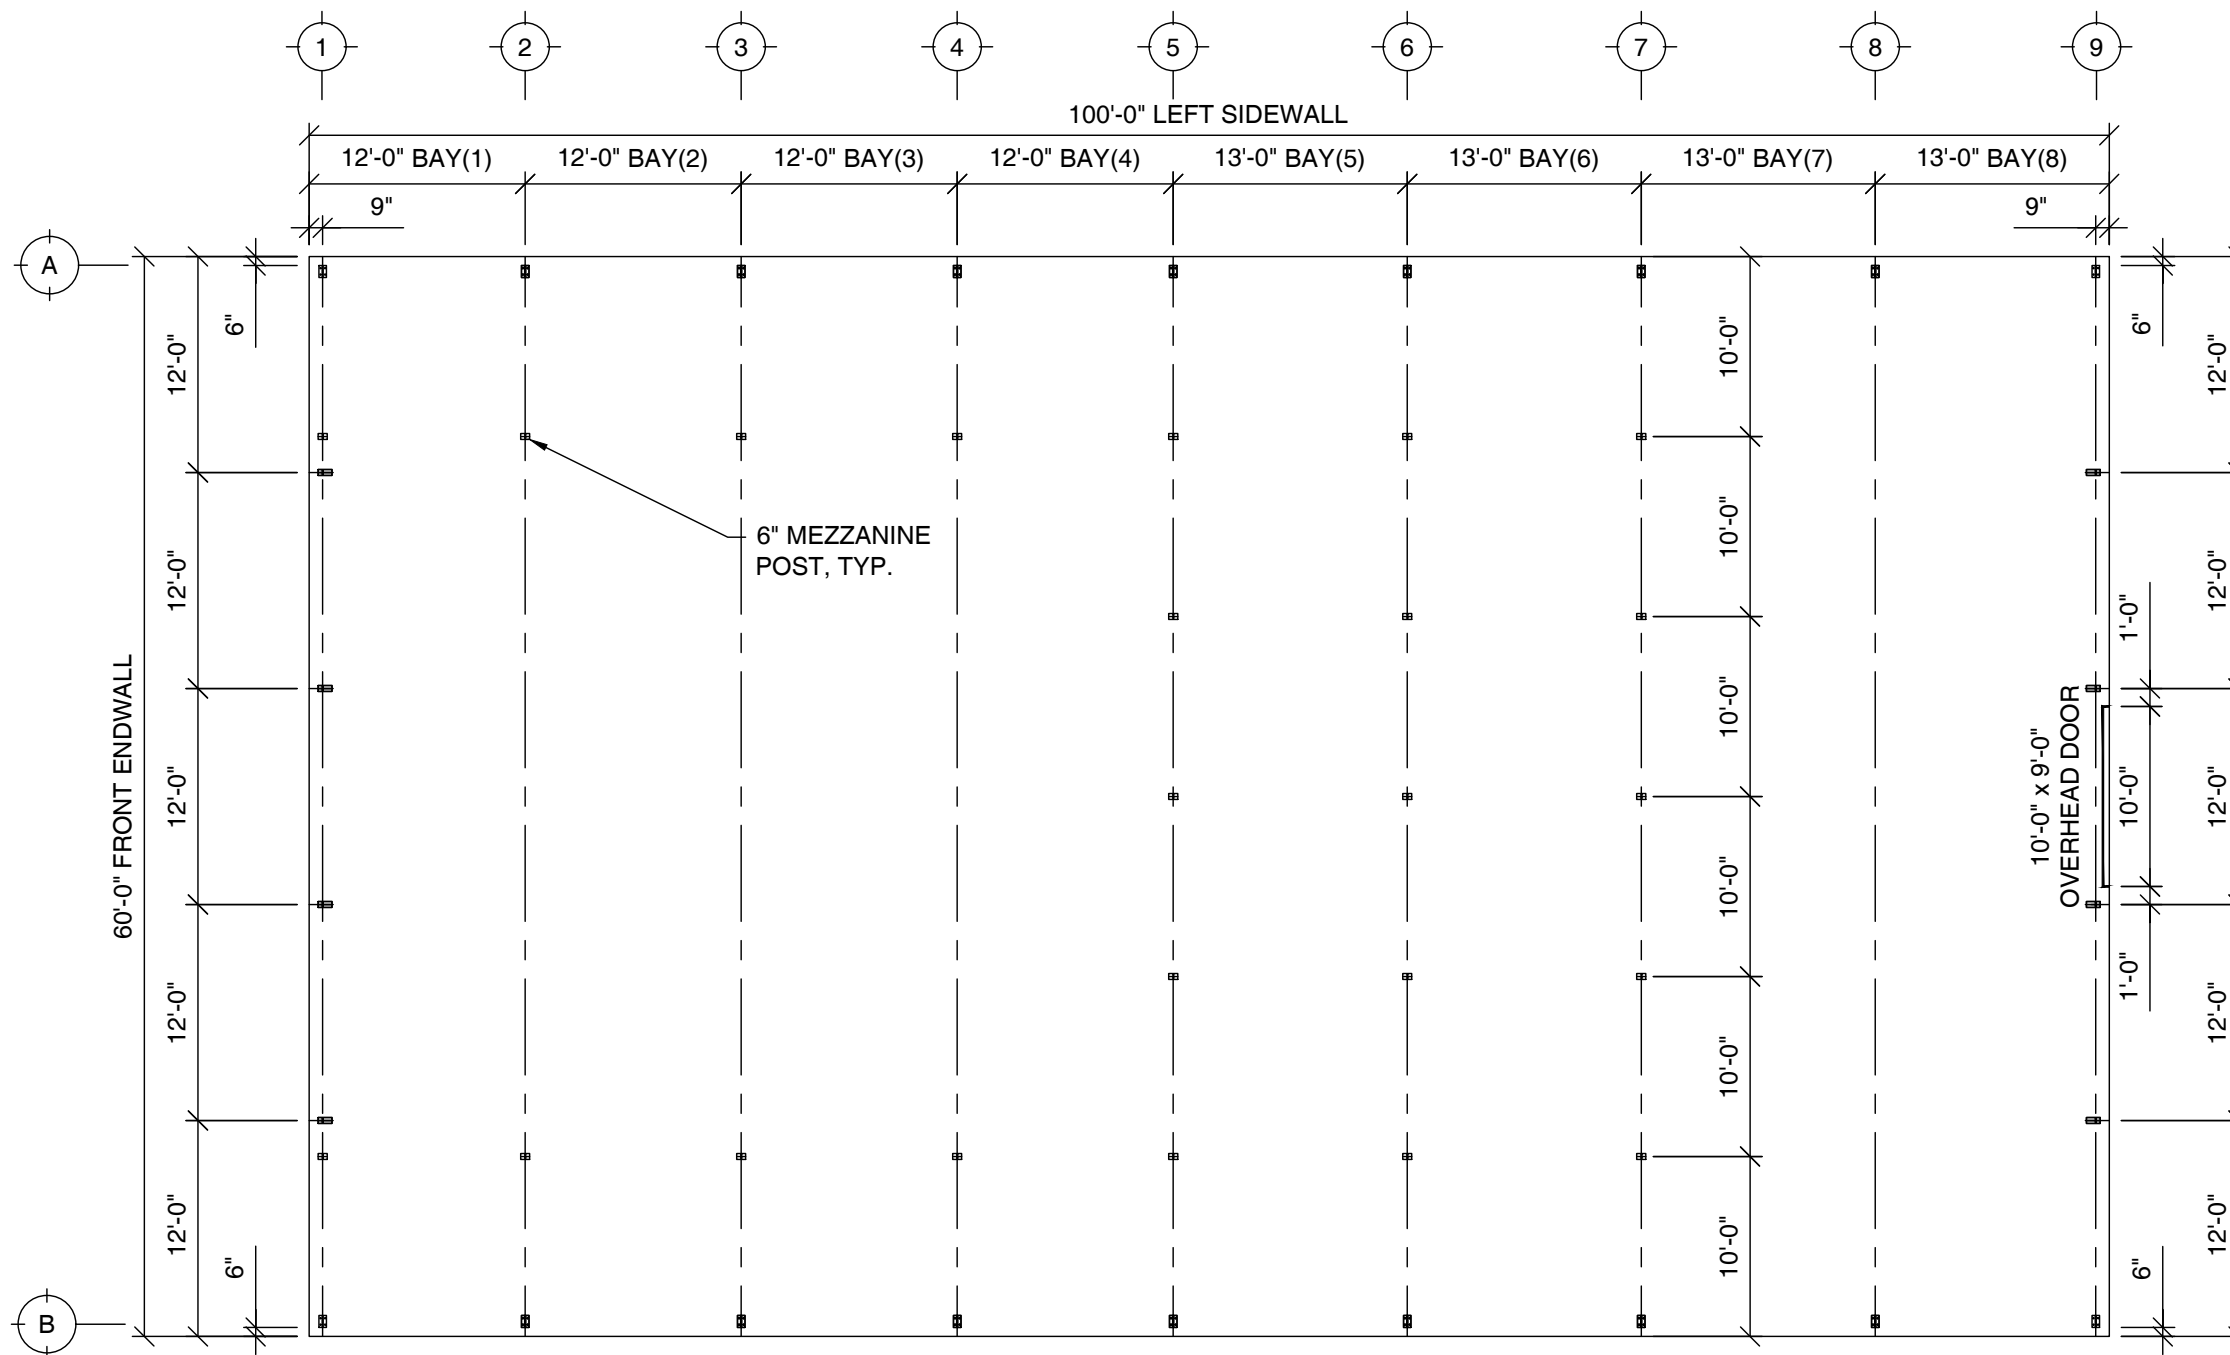 1 2 3 4 5 6 7 8 9
100'-0" LEFT SIDEWALL
12'-0" BAY(1) 12'-0" BAY(2) 12'-0" BAY(3) 12'-0" BAY(4) 13'-0" BAY(5) 13'-0" BAY(6) 13'-0" BAY(7) 13'-0" BAY(8)
9" 9"
A
B
60'-0" FRONT ENDWALL
12'-0"
12'-0"
12'-0"
12'-0"
12'-0"
6"
6"
6" MEZZANINE
POST, TYP.
10'-0"
10'-0"
10'-0"
10'-0"
10'-0"
10'-0"
10'-0" x 9'-0"
OVERHEAD DOOR
6"
1'-0"
10'-0"
1'-0"
6"
12'-0"
12'-0"
12'-0"
12'-0"
12'-0"